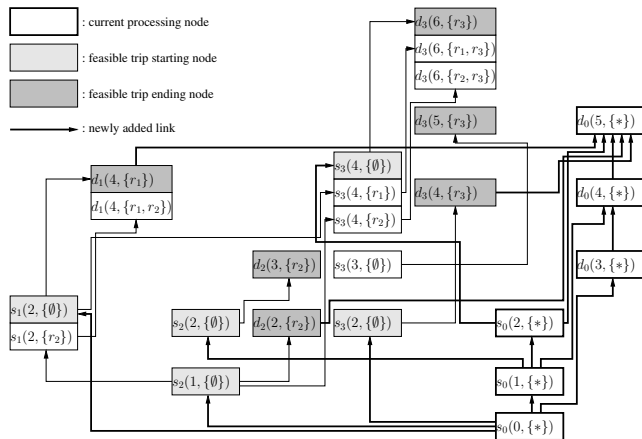 : current processing node
: feasible trip starting node
: feasible trip ending node
: newly added link
d₃(6, {r₃})
d₃(6, {r₁, r₃})
d₃(6, {r₂, r₃})
d₃(5, {r₃})
d₀(5, {*})
s₃(4, {∅})
s₃(4, {r₁})
s₃(4, {r₂})
d₁(4, {r₁})
d₁(4, {r₁, r₂})
d₃(4, {r₃})
d₀(4, {*})
d₂(3, {r₂})
s₃(3, {∅})
d₀(3, {*})
s₁(2, {∅})
s₁(2, {r₂})
s₂(2, {∅})
d₂(2, {r₂})
s₃(2, {∅})
s₀(2, {*})
s₂(1, {∅})
s₀(1, {*})
s₀(0, {*})